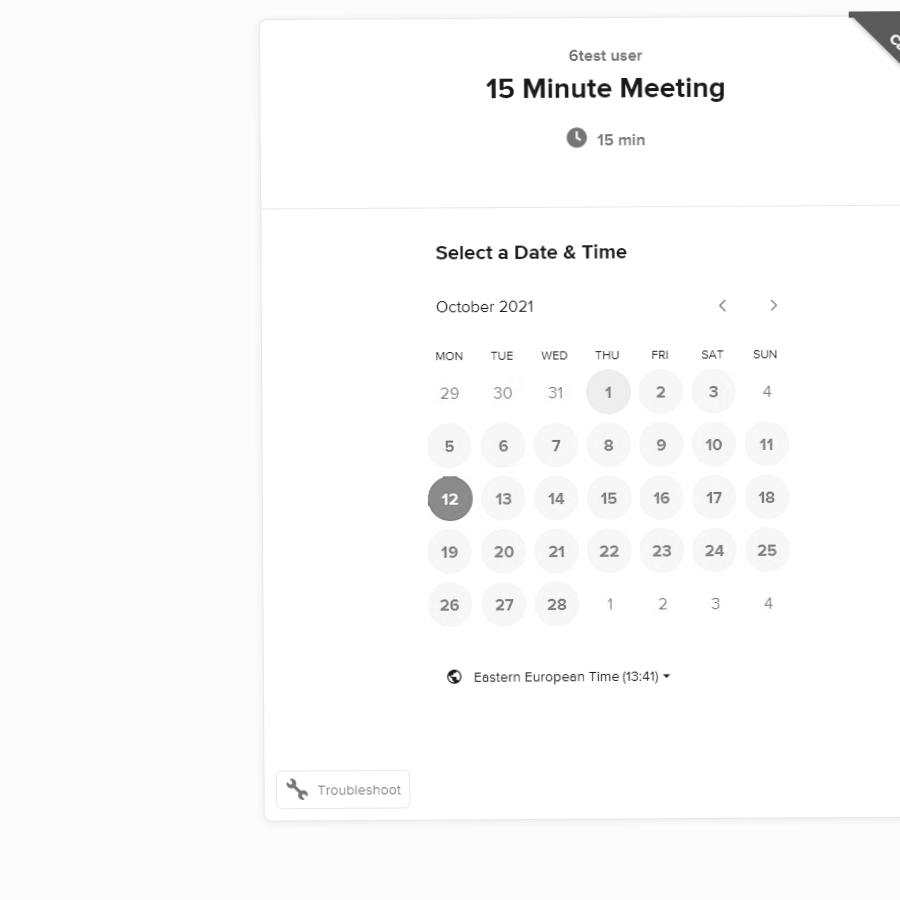 6test user
15 Minute Meeting
15 min
Select a Date & Time
October 2021
MON TUE WED THU FRI SAT SUN
29 30 31 1 2 3 4
5 6 7 8 9 10 11
12 13 14 15 16 17 18
19 20 21 22 23 24 25
26 27 28 1 2 3 4
Eastern European Time (13:41)
Troubleshoot